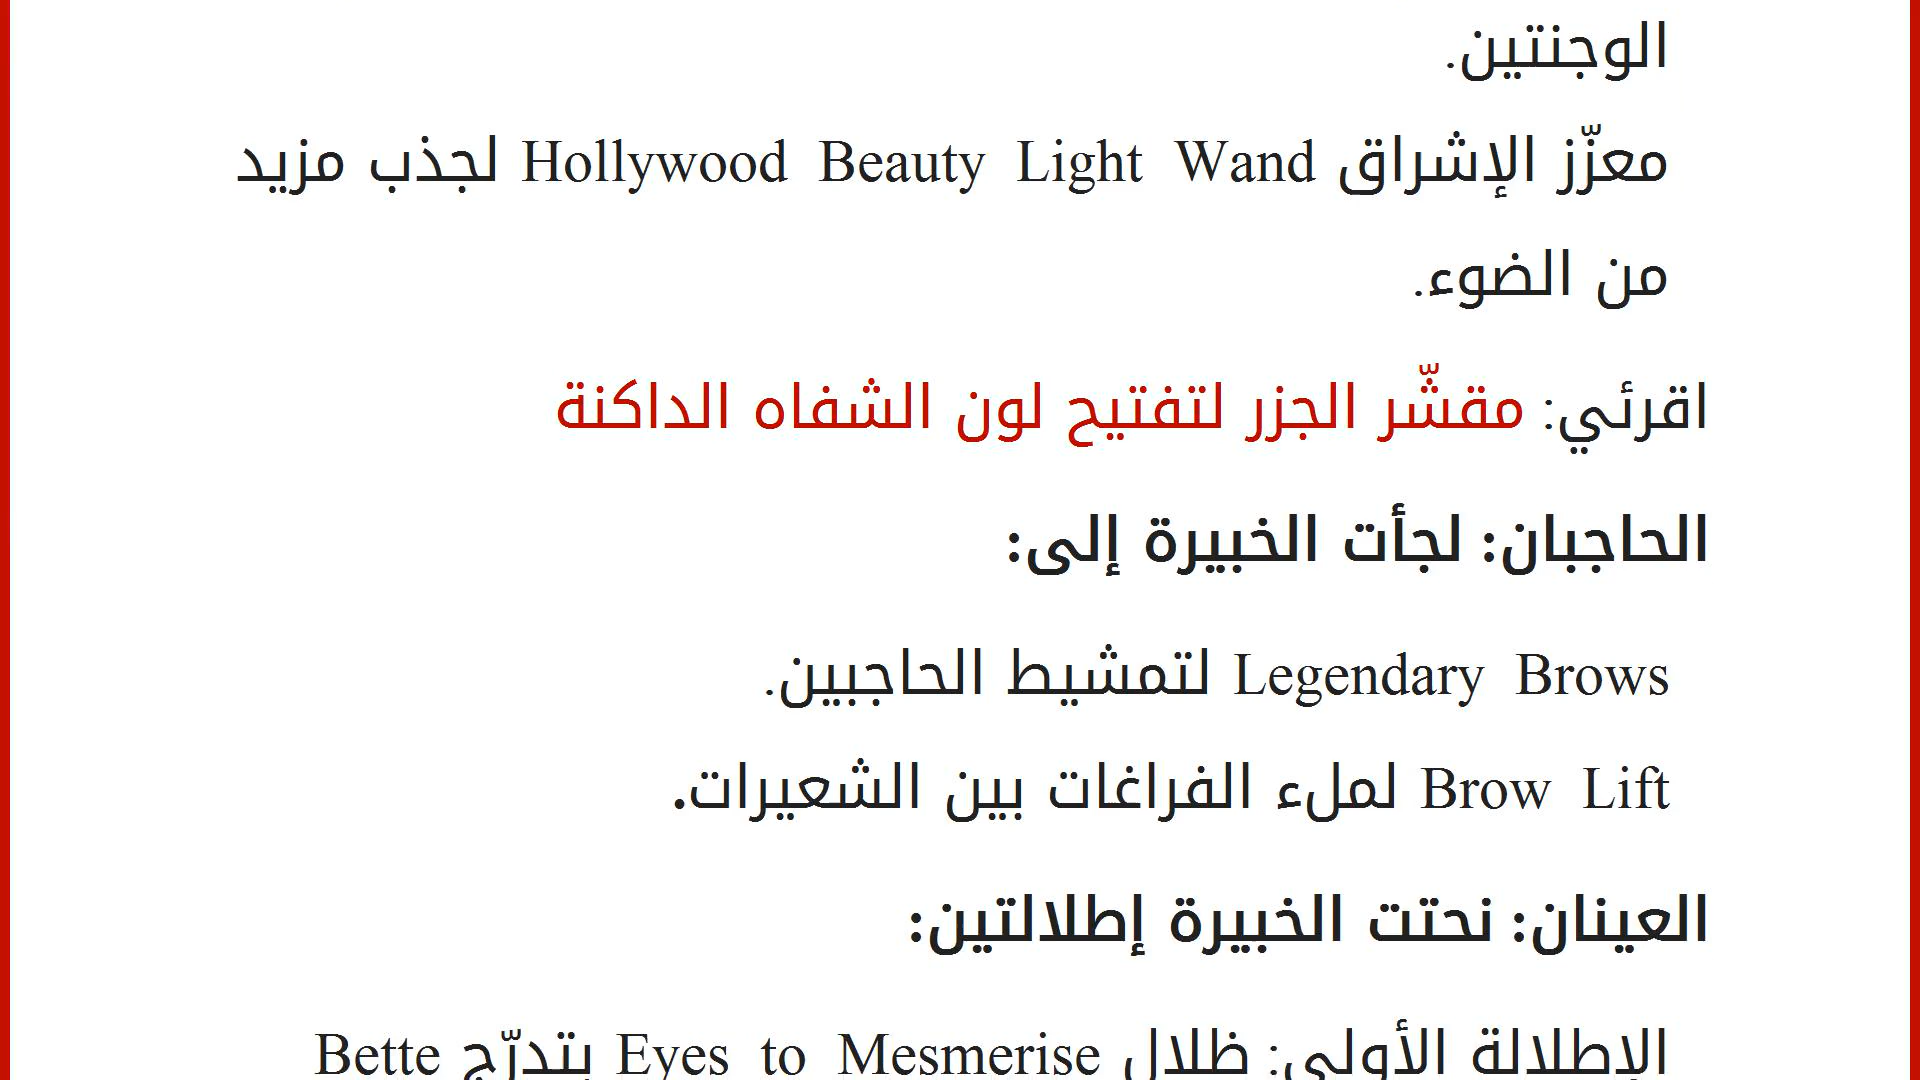 الوجنتين.
معزّز الإشراق Hollywood Beauty Light Wand لجذب مزيد
من الضوء.
اقرئي: مقشّر الجزر لتفتيح لون الشفاه الداكنة
الحاجبان: لجأت الخبيرة إلى:
Legendary Brows لتمشيط الحاجبين.
Brow Lift لملء الفراغات بين الشعيرات.
العينان: نحتت الخبيرة إطلالتين:
الإطلالة الأولى: ظلال Eyes to Mesmerise بتدرّج Bette